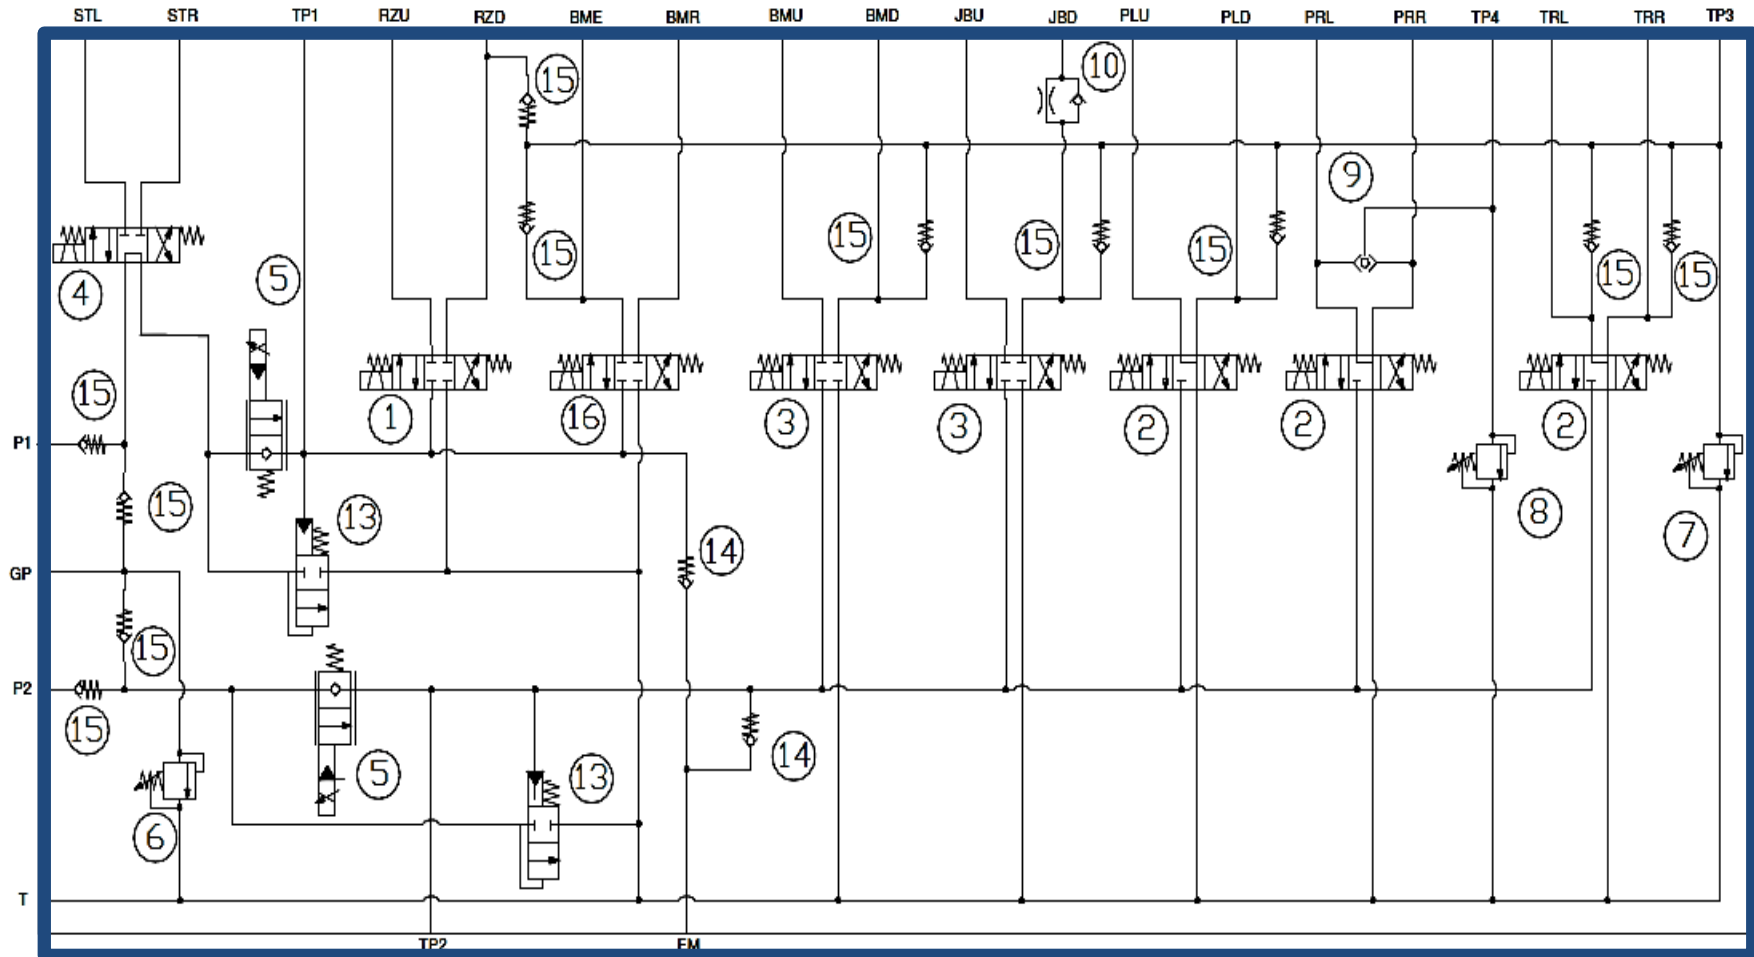 STL STR TP1 RZU RZD BME BMR BMU BMD JBU JBD PLU PLD PRL PRR TP4 TRL TRR TP3
15 10
9
15 15 15 15 15 15
4 5
15 1 16 3 3 2 2 2
P1
15 13 14 8 7
GP
15
P2
15 5 13 14
6
T
TP2 EM